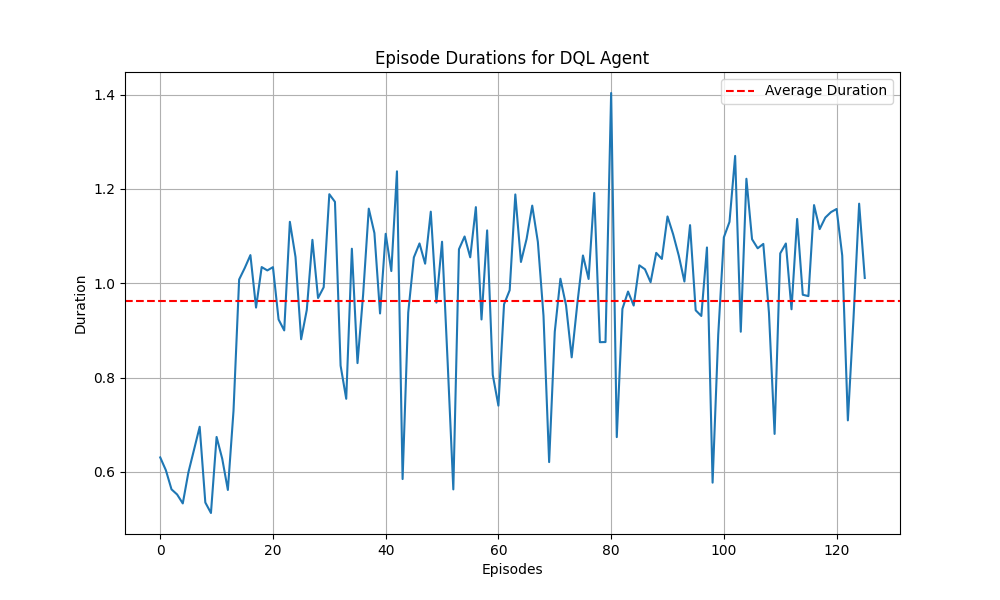 Episode Durations for DQL Agent
Average Duration
Duration
1.4
1.2
1.0
0.8
0.6
0 20 40 60 80 100 120
Episodes